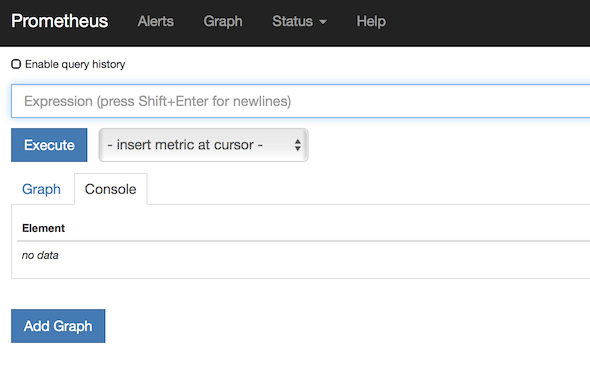 Prometheus Alerts Graph Status Help
Enable query history
Expression (press Shift+Enter for newlines)
Execute - insert metric at cursor -
Graph Console
Element
no data
Add Graph